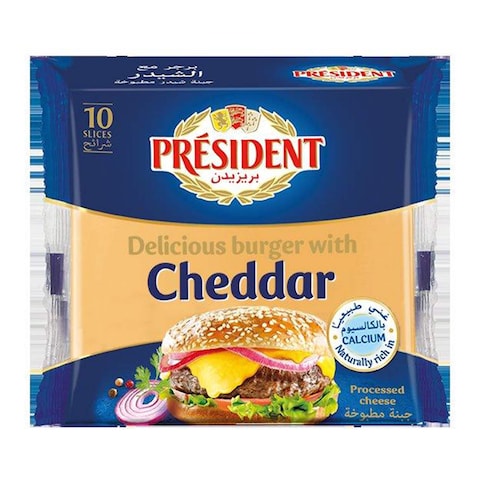 برجر مع
الشيدر
جبنة شيدر مطبوخة
PRÉSIDENT
10
SLICES
شرائح
PRÉSIDENT
بريزيدن
Delicious burger with
Cheddar
غني طبيعياً
بالكالسيوم
CALCIUM
Naturally rich in
Processed
cheese
جبنة مطبوخة